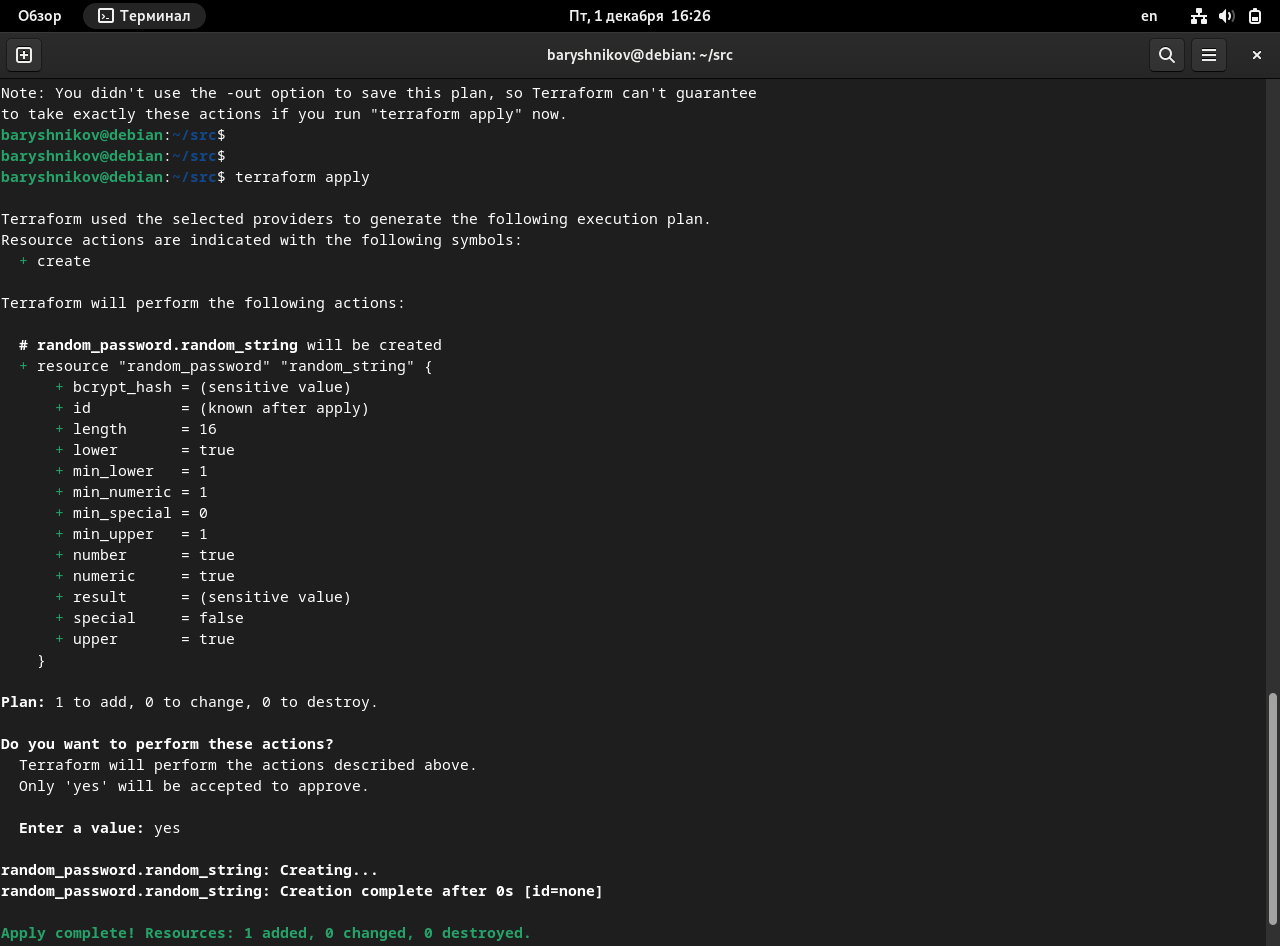 Обзор
Терминал
Пт, 1 декабря 16:26
en
baryshnikov@debian: ~/src
Note: You didn't use the -out option to save this plan, so Terraform can't guarantee
to take exactly these actions if you run "terraform apply" now.
baryshnikov@debian:~/src$
baryshnikov@debian:~/src$
baryshnikov@debian:~/src$ terraform apply

Terraform used the selected providers to generate the following execution plan.
Resource actions are indicated with the following symbols:
  + create

Terraform will perform the following actions:

  # random_password.random_string will be created
  + resource "random_password" "random_string" {
      + bcrypt_hash = (sensitive value)
      + id          = (known after apply)
      + length      = 16
      + lower       = true
      + min_lower   = 1
      + min_numeric = 1
      + min_special = 0
      + min_upper   = 1
      + number      = true
      + numeric     = true
      + result      = (sensitive value)
      + special     = false
      + upper       = true
    }

Plan: 1 to add, 0 to change, 0 to destroy.

Do you want to perform these actions?
  Terraform will perform the actions described above.
  Only 'yes' will be accepted to approve.

  Enter a value: yes

random_password.random_string: Creating...
random_password.random_string: Creation complete after 0s [id=none]

Apply complete! Resources: 1 added, 0 changed, 0 destroyed.